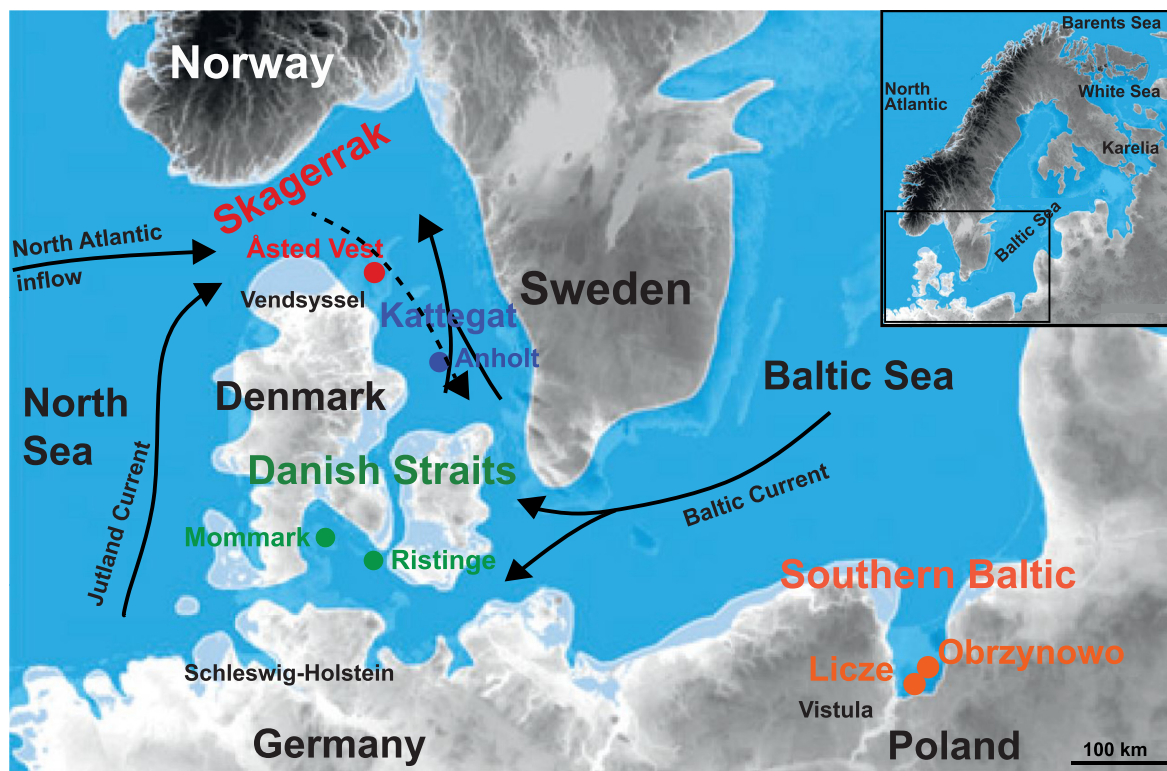 Norway
Barents Sea
North
Atlantic
White Sea
Karelia
Baltic Sea
Skagerrak
North Atlantic
inflow
Åsted Vest
Vendsyssel
Kattegat
Sweden
Anholt
Denmark
Baltic Sea
North
Sea
Danish Straits
Jutland Current
Baltic Current
Mommark
Ristinge
Southern Baltic
Schleswig-Holstein
Licze
Obrzynowo
Vistula
Germany
Poland
100 km